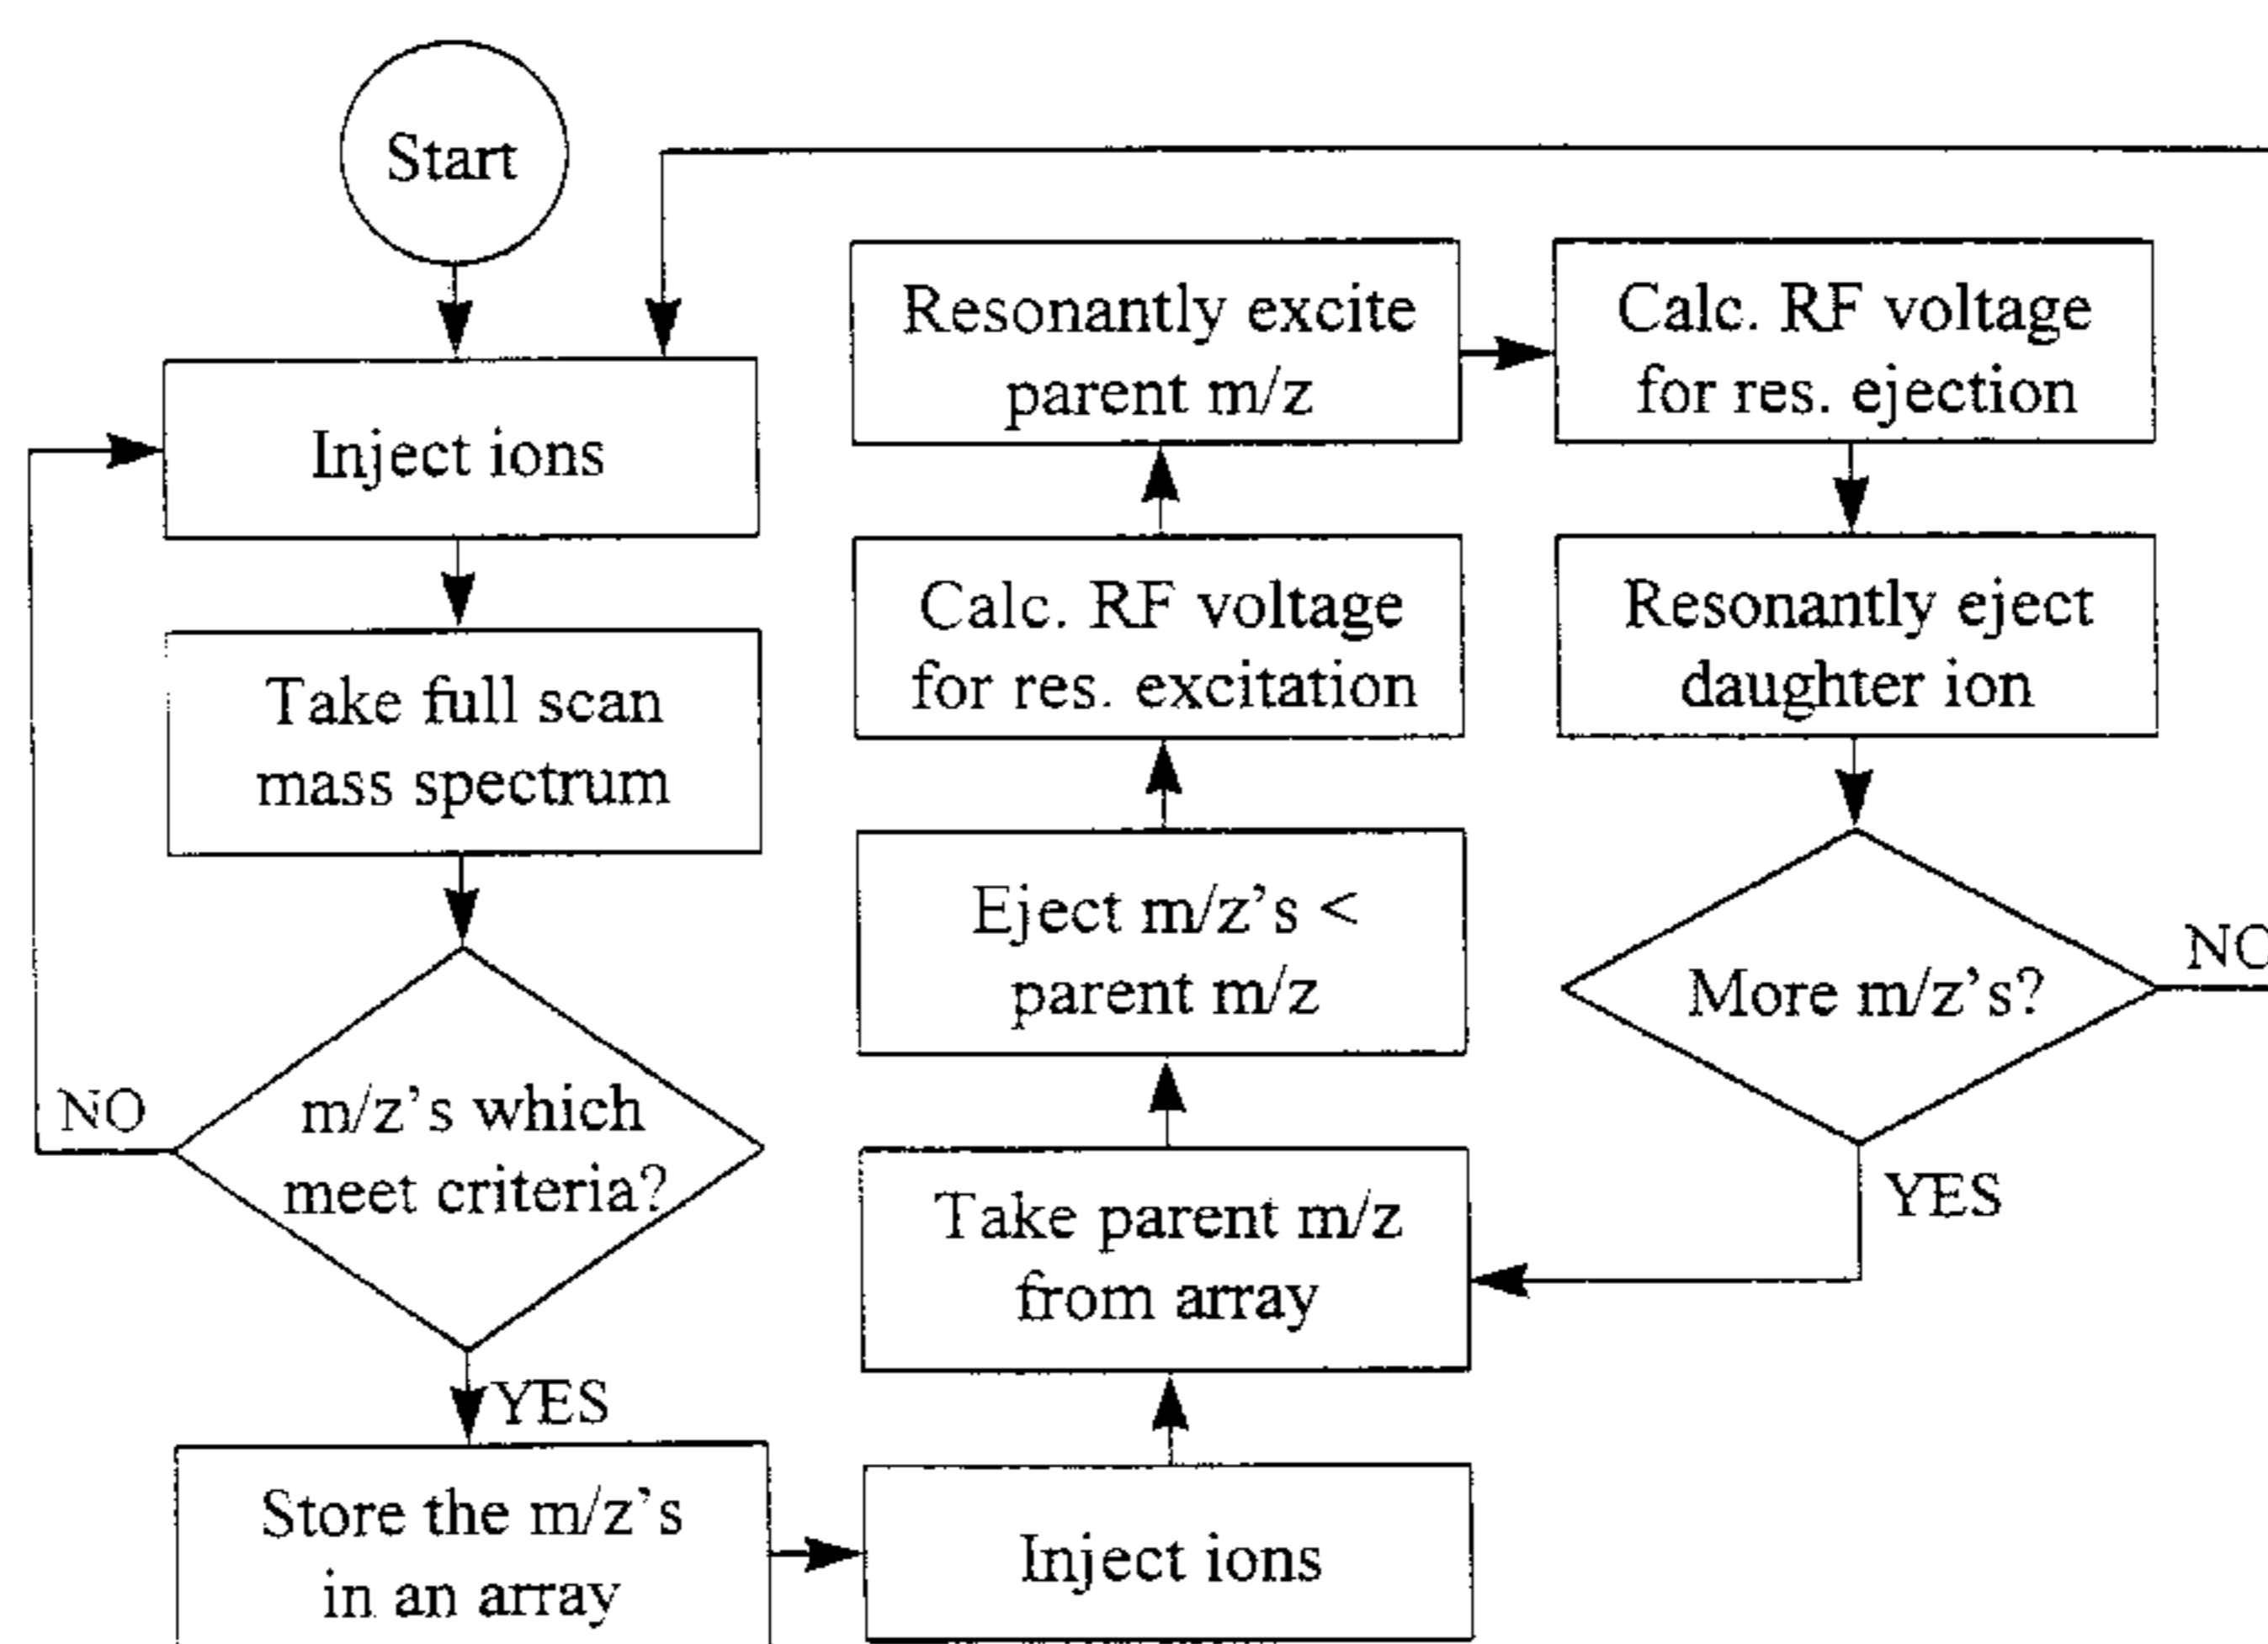 Start
Inject ions
Take full scan
mass spectrum
m/z's which
meet criteria?
NO
YES
Store the m/z's
in an array
Inject ions
Take parent m/z
from array
Eject m/z's <
parent m/z
Calc. RF voltage
for res. excitation
Resonantly excite
parent m/z
Calc. RF voltage
for res. ejection
Resonantly eject
daughter ion
More m/z's?
NO
YES